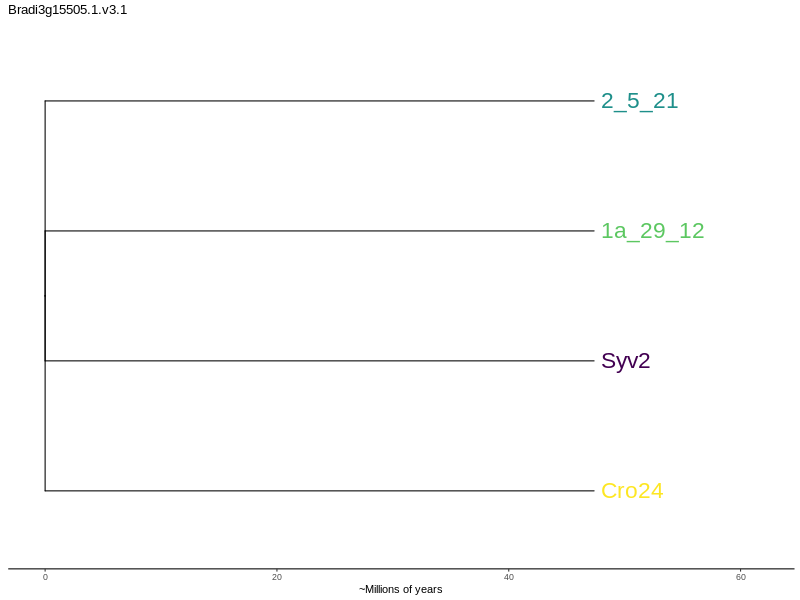 Bradi3g15505.1.v3.1
2_5_21
1a_29_12
Syv2
Cro24
0 20 40 60
~Millions of years